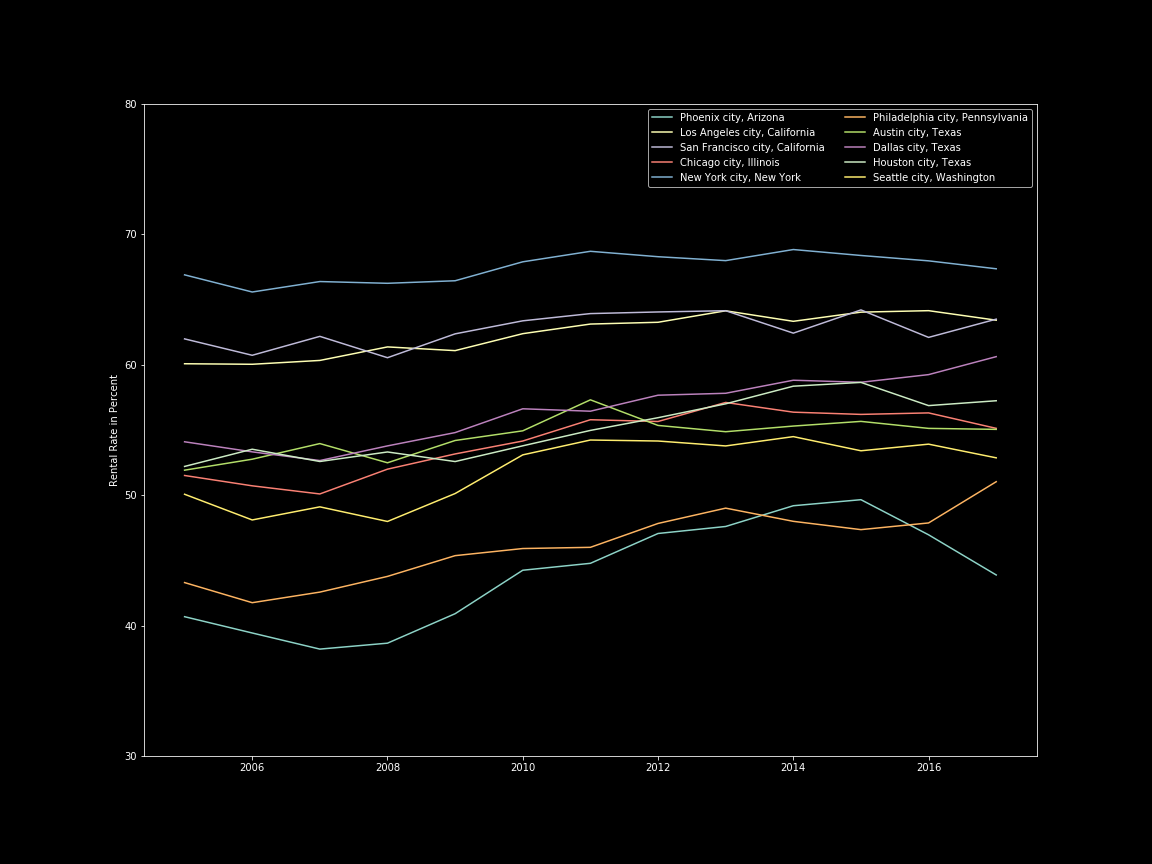 80
70
60
50
40
30
Rental Rate in Percent
2006 2008 2010 2012 2014 2016
Phoenix city, Arizona
Los Angeles city, California
San Francisco city, California
Chicago city, Illinois
New York city, New York
Philadelphia city, Pennsylvania
Austin city, Texas
Dallas city, Texas
Houston city, Texas
Seattle city, Washington